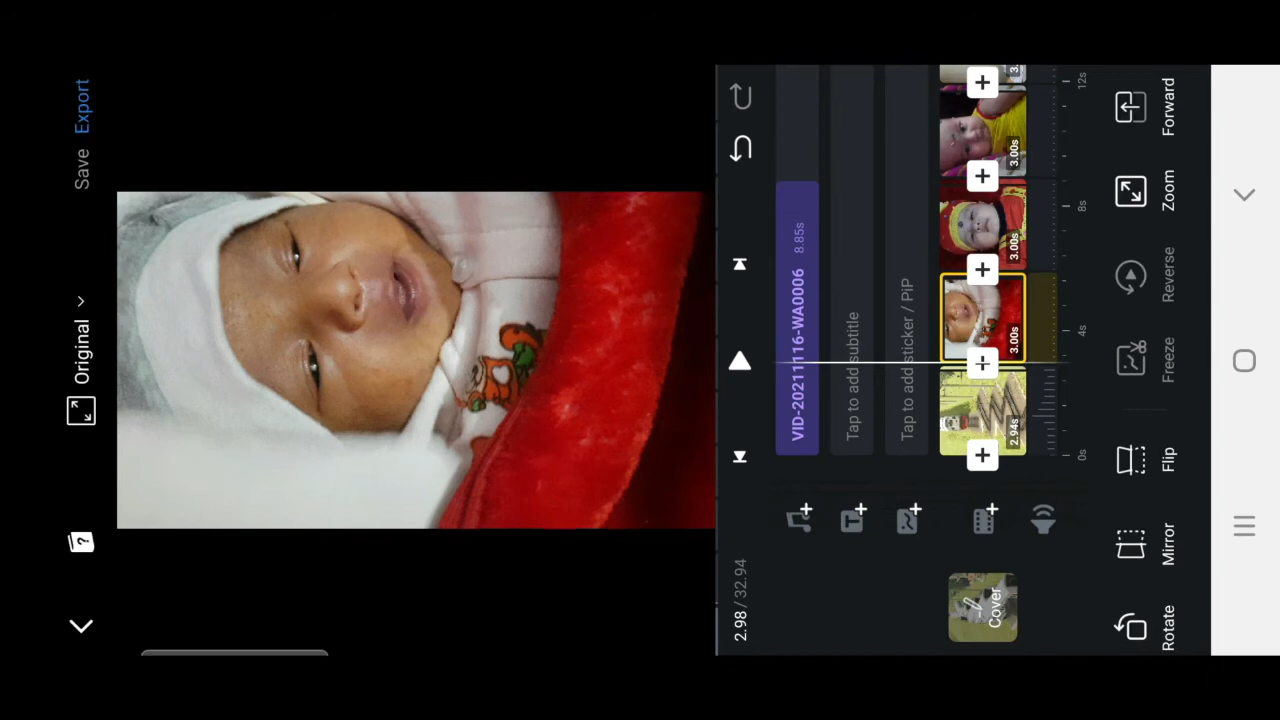 Original
Save
Export
2.98 / 32.94
VID-20211116-WA0006 8.85s
Tap to add subtitle
Tap to add sticker / PiP
Cover
2.94s
3.00s
3.00s
3.00s
3.
0s
4s
8s
12s
Rotate
Mirror
Flip
Freeze
Reverse
Zoom
Forward